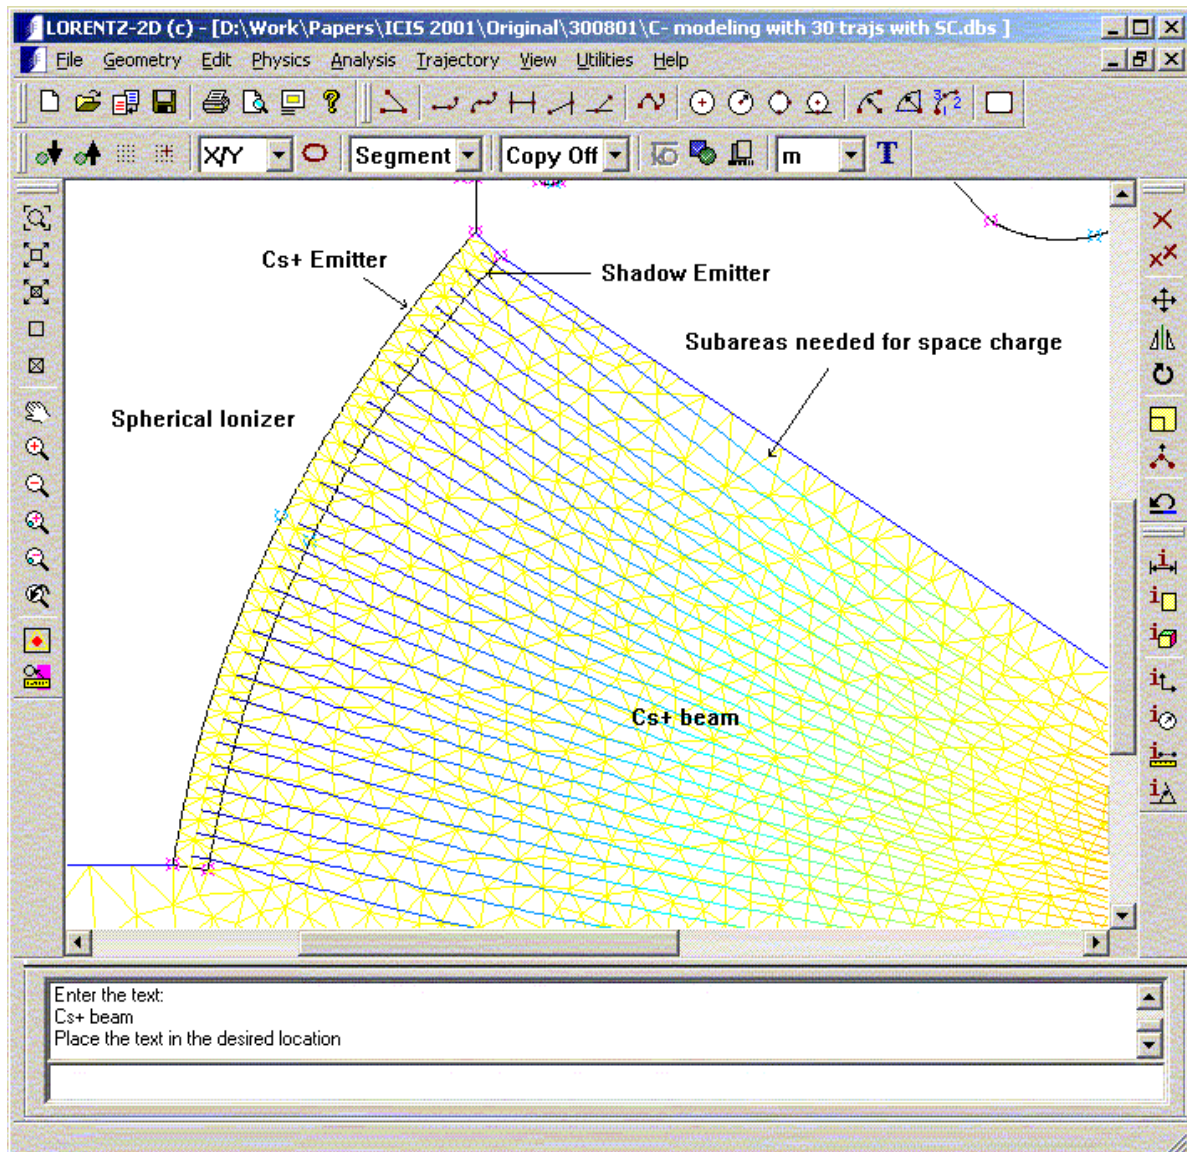 LORENTZ-2D (c) - [D:\Work\Papers\ICIS 2001\Original\300801\C- modeling with 30 trajs with SC.dbs ]
File Geometry Edit Physics Analysis Trajectory View Utilities Help
X/Y Segment Copy Off m T
Cs+ Emitter
Shadow Emitter
Subareas needed for space charge
Spherical Ionizer
Cs+ beam
Enter the text:
Cs+ beam
Place the text in the desired location